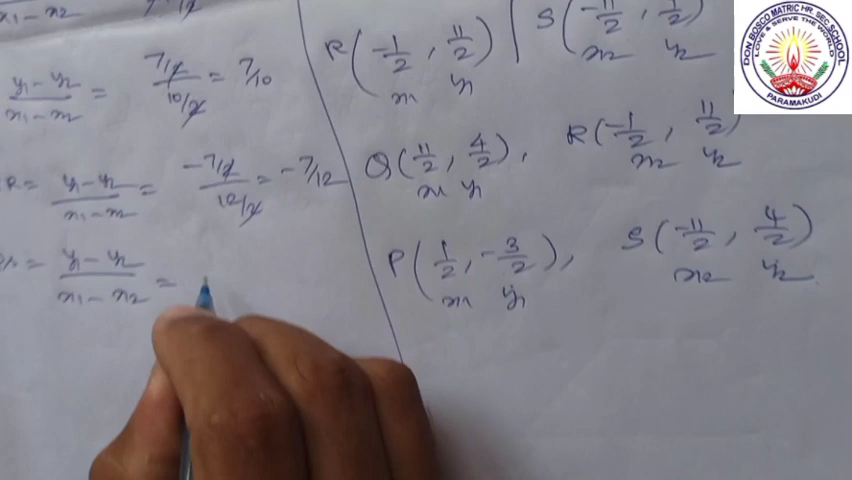 x₁ - x₂
R(-1/2, 11/2)
x₁ y₁
S(-11/2, /2)
x₂ y₂
y₁ - y₂ / x₁ - x₂ = 7/2 / 10/2 = 7/10
Q(11/2, 4/2), R(-1/2, 11/2)
x₁ y₁ x₂ y₂
R = y₁ - y₂ / x₁ - x₂ = -7/2 / 12/2 = -7/12
P(1/2, -3/2), S(-11/2, 4/2)
x₁ y₁ x₂ y₂
= y₁ - y₂ / x₁ - x₂ =
DON BOSCO MATRIC HR. SEC. SCHOOL
LOVE & SERVE THE WORLD
PARAMAKUDI